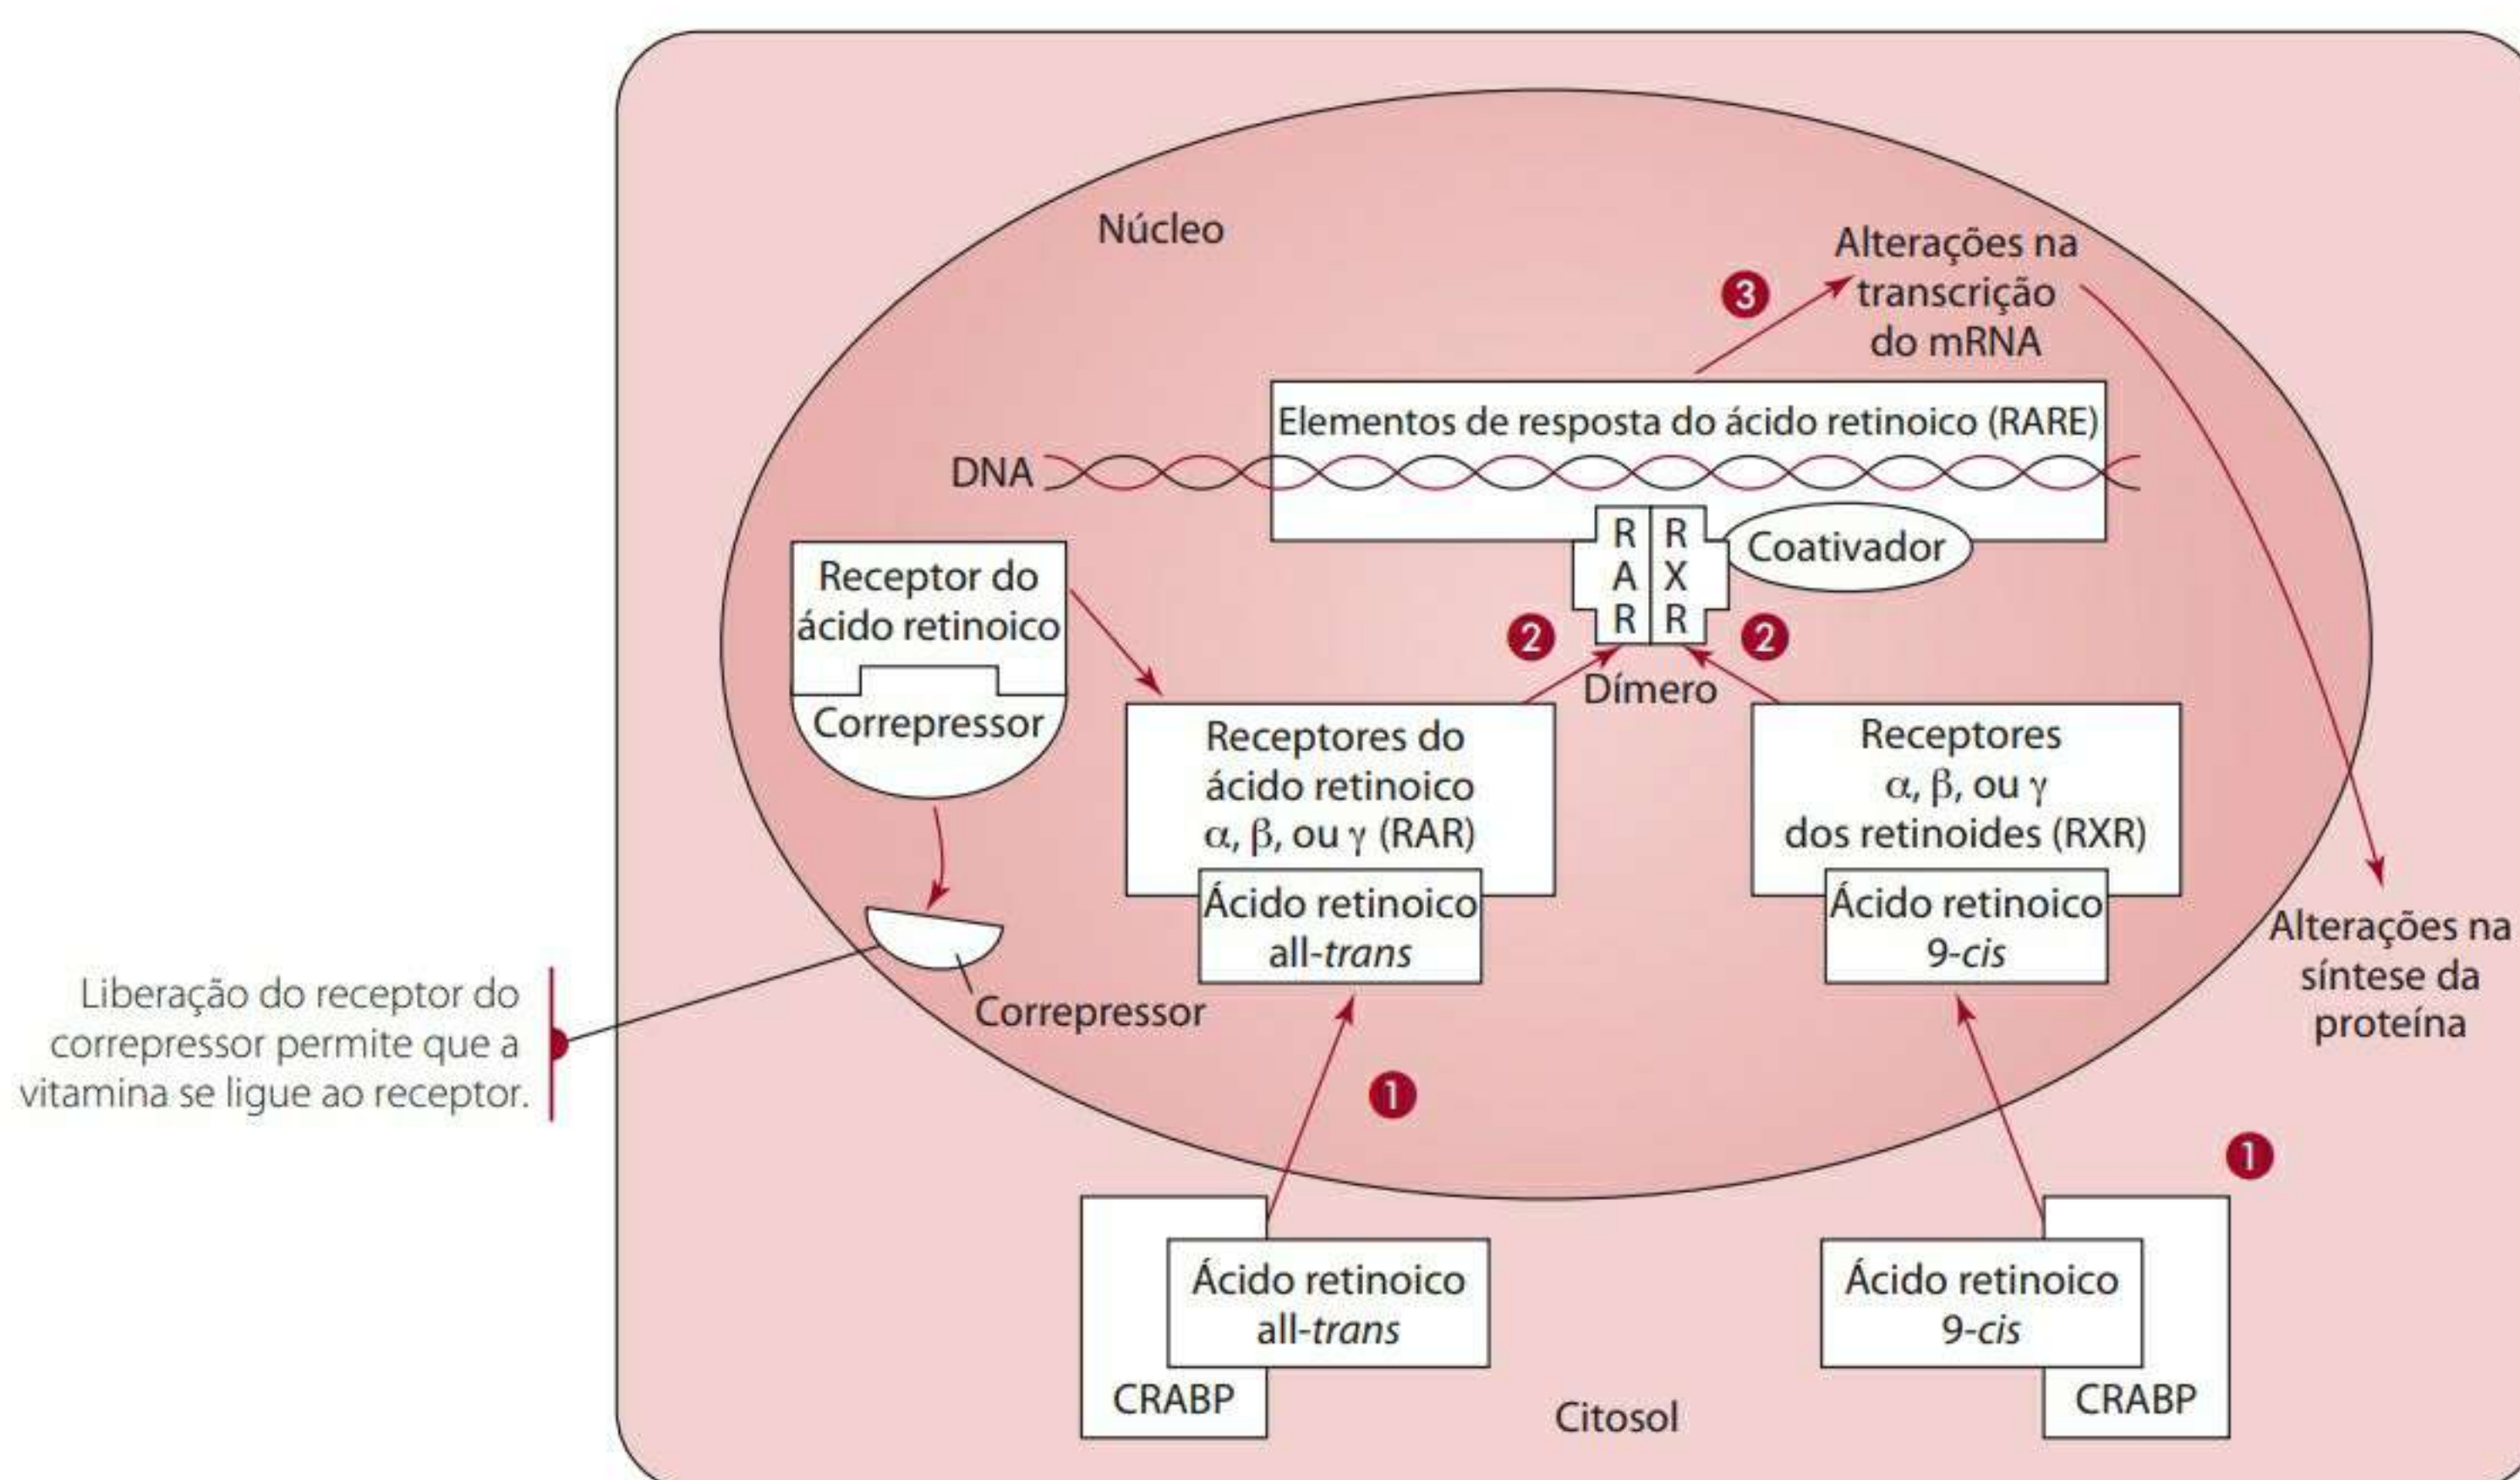 Núcleo
Alterações na
transcrição
do mRNA
3
Elementos de resposta do ácido retinoico (RARE)
DNA
R R
A X
R R
Coativador
Receptor do
ácido retinoico
Correpressor
2
2
Dímero
Receptores do
ácido retinoico
α, β, ou γ (RAR)
Ácido retinoico
all-trans
Receptores
α, β, ou γ
dos retinoides (RXR)
Ácido retinoico
9-cis
Alterações na
síntese da
proteína
Liberação do receptor do
correpressor permite que a
vitamina se ligue ao receptor.
Correpressor
1
1
Ácido retinoico
all-trans
CRABP
Ácido retinoico
9-cis
CRABP
Citosol